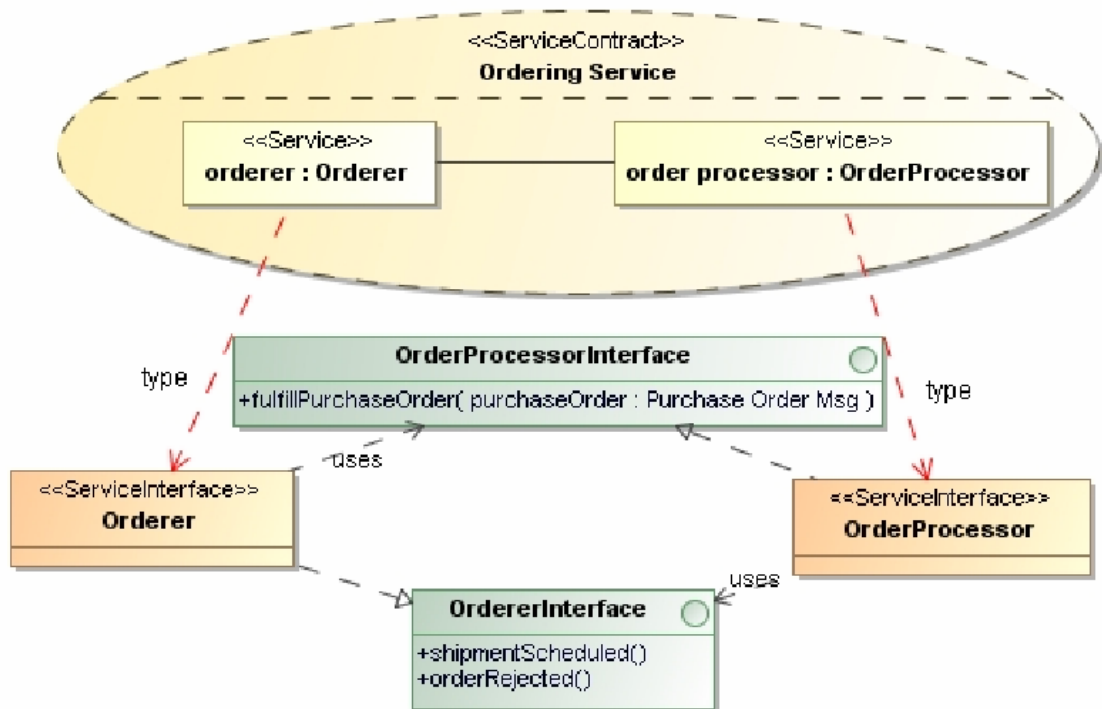 <<ServiceContract>>
Ordering Service
<<Service>>
orderer : Orderer
<<Service>>
order processor : OrderProcessor
type
OrderProcessorInterface
+fulfillPurchaseOrder( purchaseOrder : Purchase Order Msg )
type
uses
<<ServiceInterface>>
Orderer
<<ServiceInterface>>
OrderProcessor
uses
OrdererInterface
+shipmentScheduled()
+orderRejected()